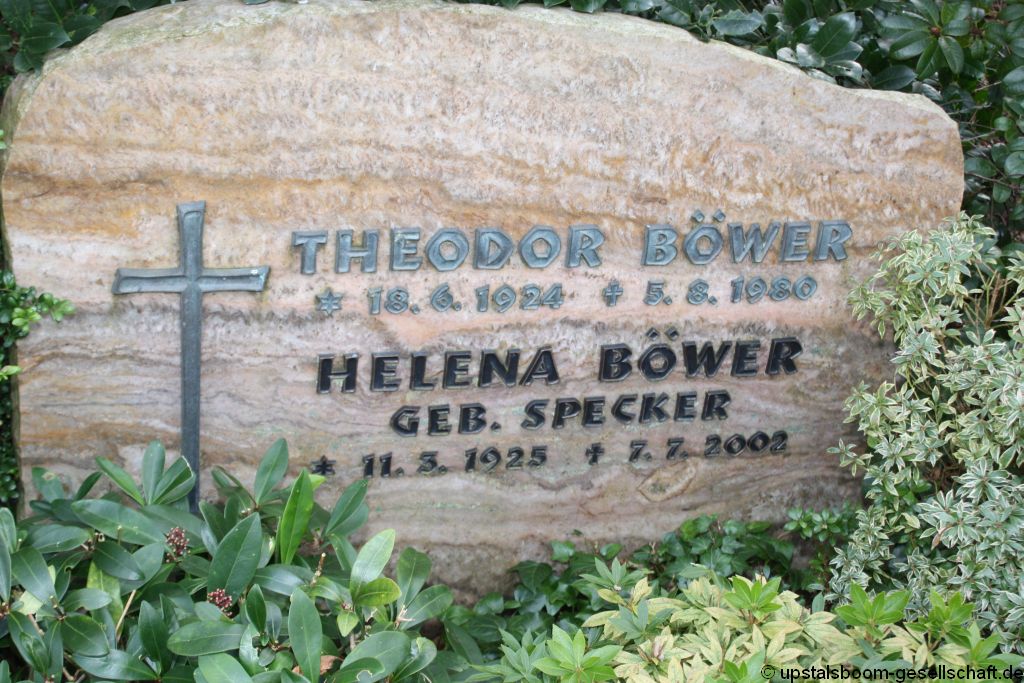 THEODOR BÖWER
* 18. 6. 1924 ✝ 5. 8. 1980
HELENA BÖWER
GEB. SPECKER
* 11. 3. 1925 ✝ 7. 7. 2002
© upstalsboom-gesellschaft.de